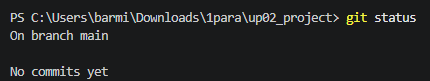 PS C:\Users\barmi\Downloads\1para\up02_project> git status
On branch main
No commits yet